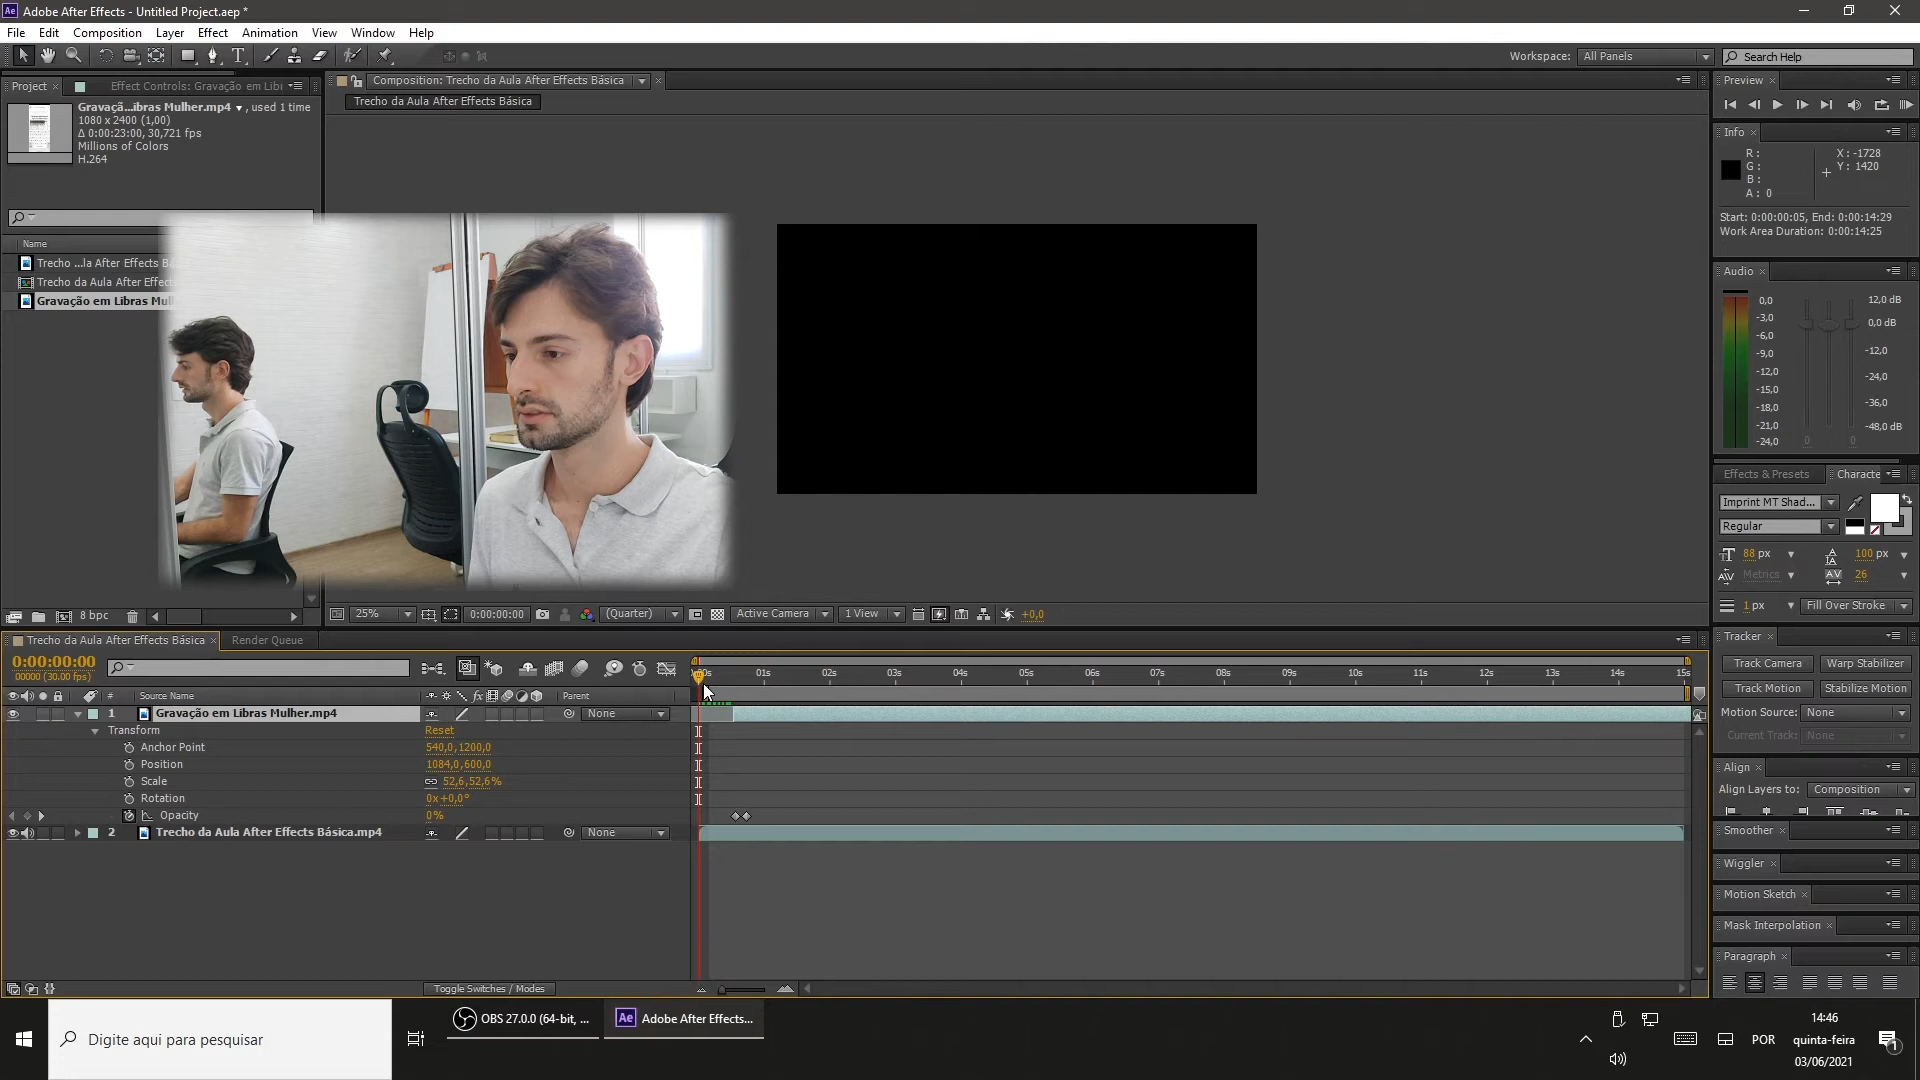 Ae Adobe After Effects - Untitled Project.aep *
File Edit Composition Layer Effect Animation View Window Help
Workspace: All Panels Search Help
Project Effect Controls: Gravação em Libi
Composition: Trecho da Aula After Effects Básica
Preview
Gravaçã...ibras Mulher.mp4 , used 1 time
1080 x 2400 (1,00)
Δ 0:00:23:00, 30,721 fps
Millions of Colors
H.264
Trecho da Aula After Effects Básica
Info
R :
G :
B :
A : 0
X : -1728
Y : 1420
Start: 0:00:00:05, End: 0:00:14:29
Work Area Duration: 0:00:14:25
Name
Trecho ...la After Effects B
Trecho da Aula After Effect
Gravação em Libras Mul
Audio
0,0
-3,0
-6,0
-9,0
-12,0
-15,0
-18,0
-21,0
-24,0
12,0 dB
0,0 dB
-12,0
-24,0
-36,0
-48,0 dB
0 0
Effects & Presets Characte
Imprint MT Shad...
Regular
88 px 100 px
Metrics 26
1 px Fill Over Stroke
8 bpc
25% 0:00:00:00 (Quarter) Active Camera 1 View +0,0
Trecho da Aula After Effects Básica Render Queue
0:00:00:00
00000 (30.00 fps)
0s 01s 02s 03s 04s 05s 06s 07s 08s 09s 10s 11s 12s 13s 14s 15s
# Source Name fx Parent
1 Gravação em Libras Mulher.mp4 None
Transform Reset
Anchor Point 540,0,1200,0
Position 1084,0,600,0
Scale 52,6,52,6%
Rotation 0x+0,0°
Opacity 0%
2 Trecho da Aula After Effects Básica.mp4 None
Toggle Switches / Modes
Tracker
Track Camera Warp Stabilizer
Track Motion Stabilize Motion
Motion Source: None
Current Track: None
Align
Align Layers to: Composition
Smoother
Wiggler
Motion Sketch
Mask Interpolation
Paragraph
Digite aqui para pesquisar
OBS 27.0.0 (64-bit, ...
Ae Adobe After Effects...
POR
14:46
quinta-feira
03/06/2021
1